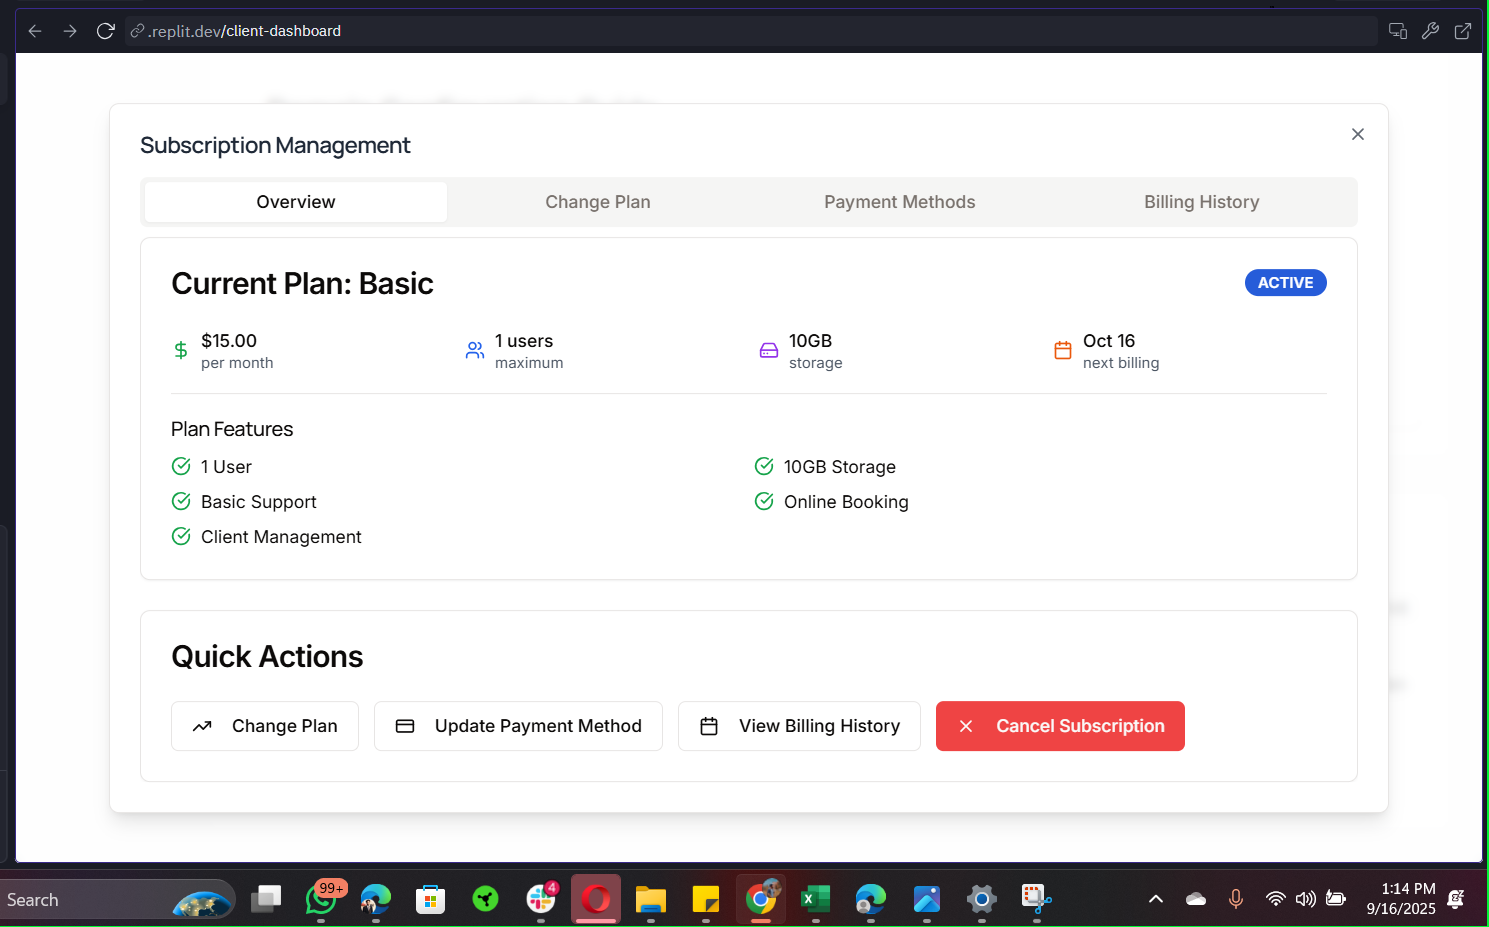 .replit.dev/client-dashboard
Subscription Management
Overview
Change Plan
Payment Methods
Billing History
Current Plan: Basic
ACTIVE
$15.00
per month
1 users
maximum
10GB
storage
Oct 16
next billing
Plan Features
1 User
10GB Storage
Basic Support
Online Booking
Client Management
Quick Actions
Change Plan
Update Payment Method
View Billing History
Cancel Subscription
Search
99+
4
1:14 PM
9/16/2025